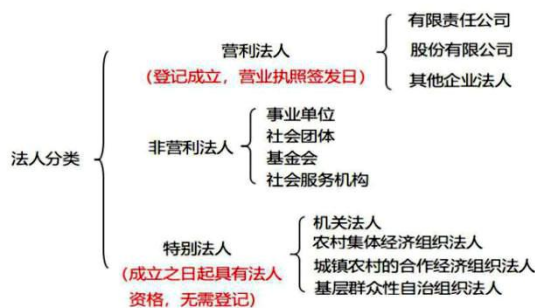 法人分类
营利法人
(登记成立，营业执照签发日)
有限责任公司
股份有限公司
其他企业法人
非营利法人
事业单位
社会团体
基金会
社会服务机构
特别法人
(成立之日起具有法人
资格，无需登记)
机关法人
农村集体经济组织法人
城镇农村的合作经济组织法人
基层群众性自治组织法人